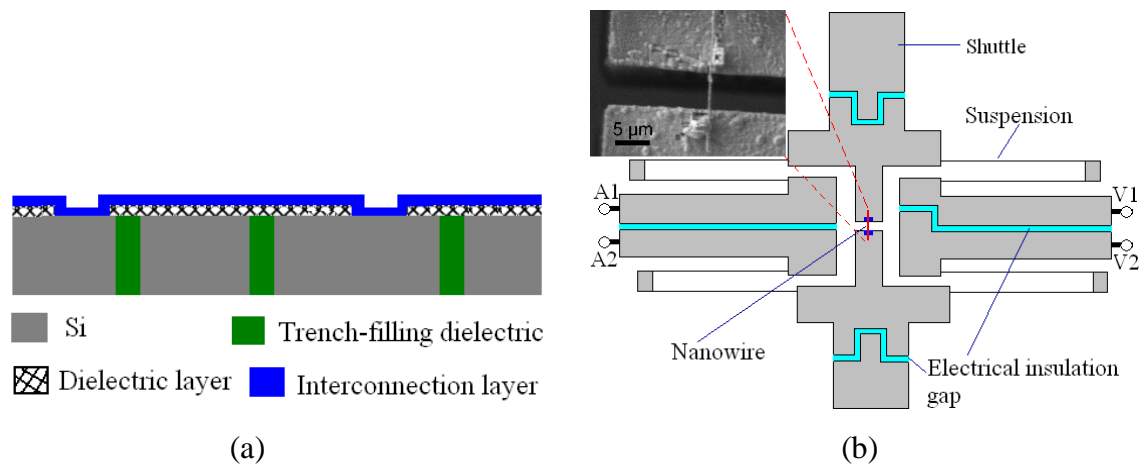 Si
Trench-filling dielectric
Dielectric layer
Interconnection layer
(a)
5 µm
Shuttle
Suspension
A1
A2
V1
V2
Nanowire
Electrical insulation
gap
(b)